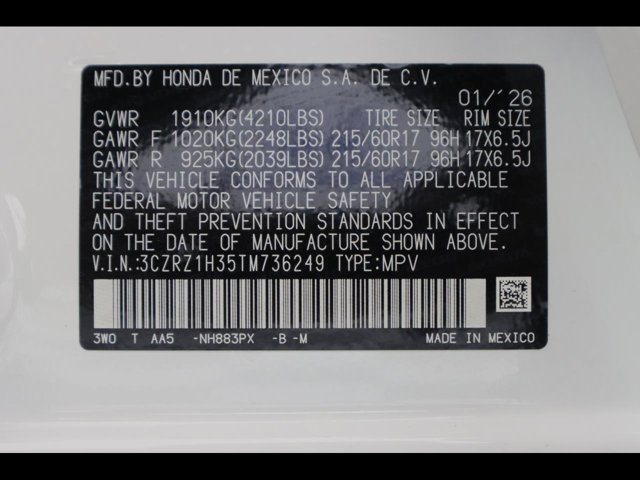 MFD.BY HONDA DE MEXICO S.A. DE C.V.
01/'26
GVWR 1910KG(4210LBS) TIRE SIZE RIM SIZE
GAWR F 1020KG(2248LBS) 215/60R17 96H 17X6.5J
GAWR R 925KG(2039LBS) 215/60R17 96H 17X6.5J
THIS VEHICLE CONFORMS TO ALL APPLICABLE
FEDERAL MOTOR VEHICLE SAFETY
AND THEFT PREVENTION STANDARDS IN EFFECT
ON THE DATE OF MANUFACTURE SHOWN ABOVE.
V.I.N.:3CZRZ1H35TM736249 TYPE:MPV
3W0 T AA5 -NH883PX -B -M MADE IN MEXICO